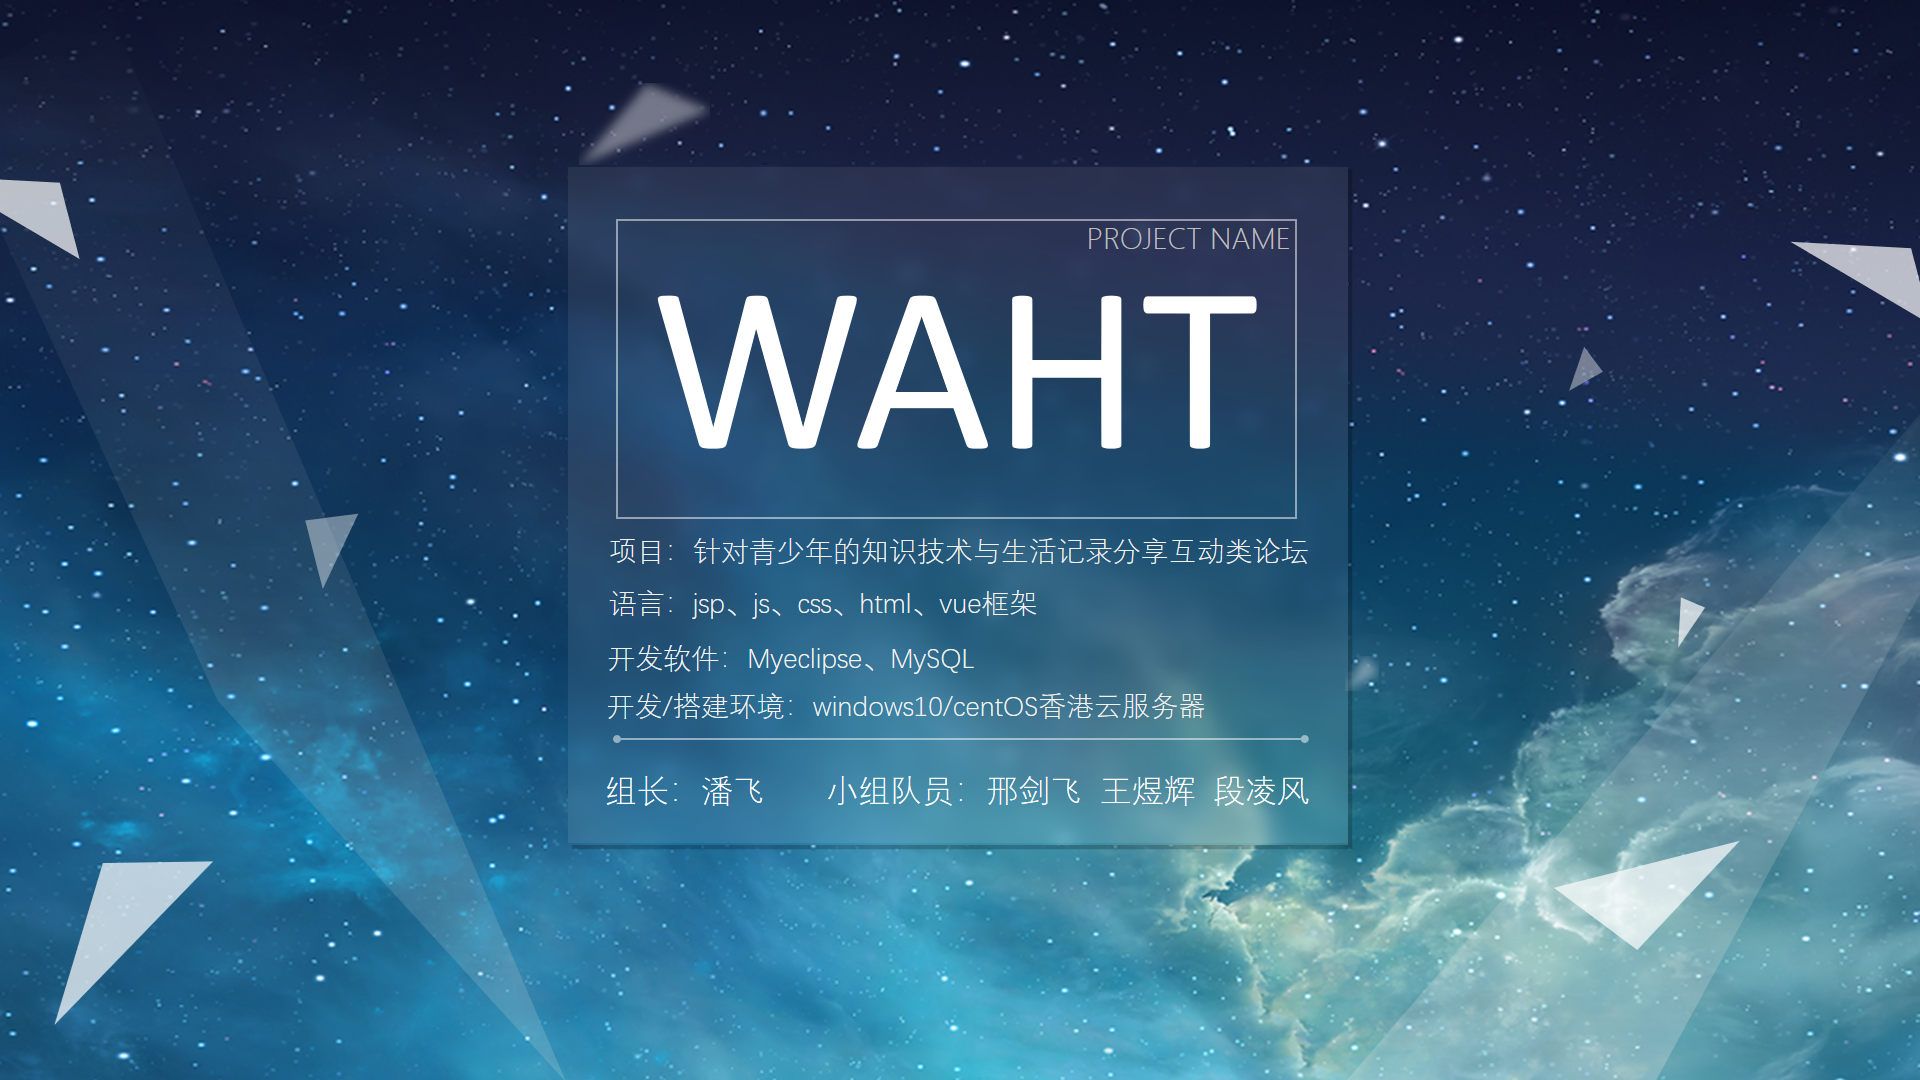 PROJECT NAME
WAHT
项目：针对青少年的知识技术与生活记录分享互动类论坛
语言：jsp、js、css、html、vue框架
开发软件：Myeclipse、MySQL
开发/搭建环境：windows10/centOS香港云服务器
组长：潘飞 小组队员：邢剑飞 王煜辉 段凌风